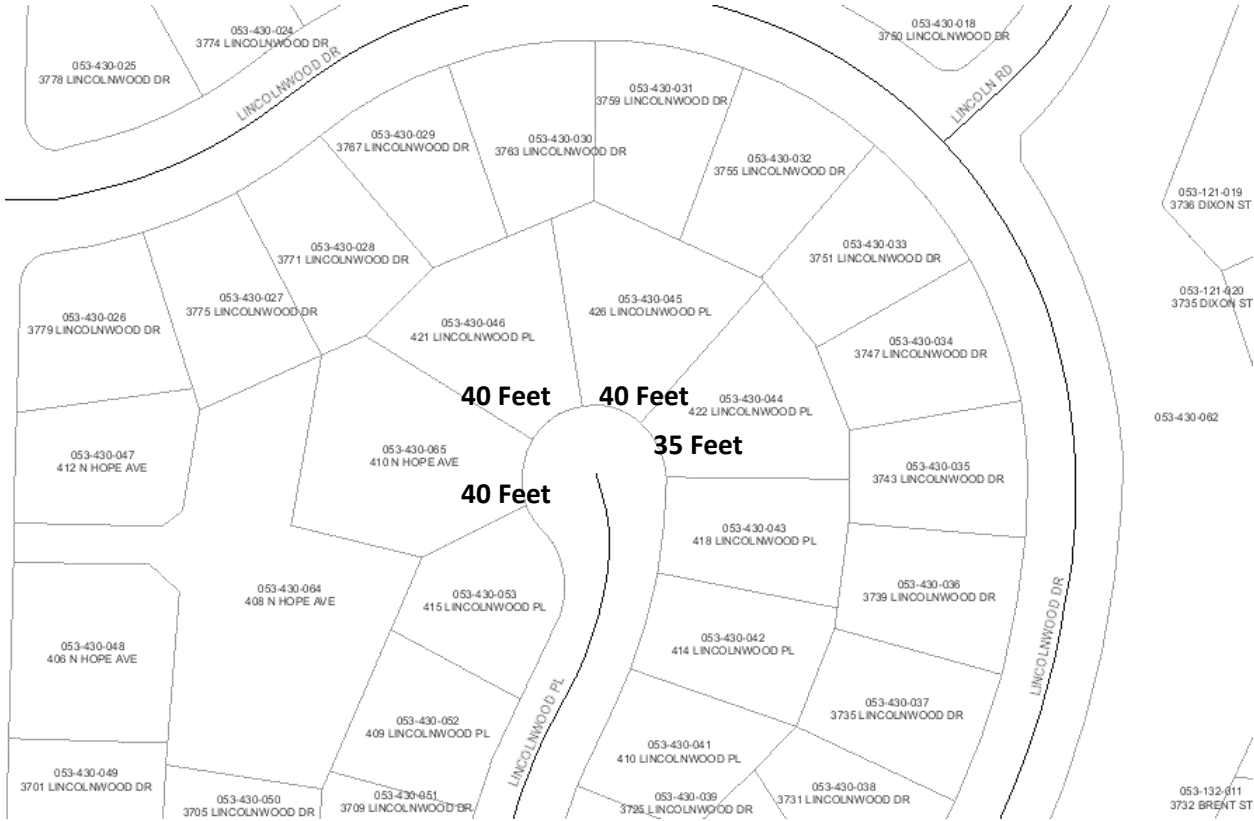 053-430-024
3774 LINCOLNWOOD DR
053-430-018
3750 LINCOLNWOOD DR
053-430-025
3778 LINCOLNWOOD DR
LINCOLNWOOD DR
LINCOLN RD
053-430-031
3759 LINCOLNWOOD DR
053-430-029
3767 LINCOLNWOOD DR
053-430-030
3763 LINCOLNWOOD DR
053-430-032
3755 LINCOLNWOOD DR
053-121-019
3736 DIXON ST
053-430-028
3771 LINCOLNWOOD DR
053-430-033
3751 LINCOLNWOOD DR
053-430-027
3775 LINCOLNWOOD DR
053-430-045
426 LINCOLNWOOD PL
053-121-020
3735 DIXON ST
053-430-026
3779 LINCOLNWOOD DR
053-430-046
421 LINCOLNWOOD PL
053-430-034
3747 LINCOLNWOOD DR
40 Feet
40 Feet
053-430-044
422 LINCOLNWOOD PL
053-430-062
35 Feet
053-430-047
412 N HOPE AVE
053-430-065
410 N HOPE AVE
053-430-035
3743 LINCOLNWOOD DR
40 Feet
053-430-043
418 LINCOLNWOOD PL
053-430-064
408 N HOPE AVE
053-430-053
415 LINCOLNWOOD PL
053-430-036
3739 LINCOLNWOOD DR
LINCOLNWOOD DR
053-430-048
406 N HOPE AVE
053-430-042
414 LINCOLNWOOD PL
LINCOLNWOOD PL
053-430-037
3735 LINCOLNWOOD DR
053-430-052
409 LINCOLNWOOD PL
053-430-041
410 LINCOLNWOOD PL
053-430-049
3701 LINCOLNWOOD DR
053-430-050
3705 LINCOLNWOOD DR
053-430-051
3709 LINCOLNWOOD DR
053-430-039
3725 LINCOLNWOOD DR
053-430-038
3731 LINCOLNWOOD DR
053-132-011
3732 BRENT ST